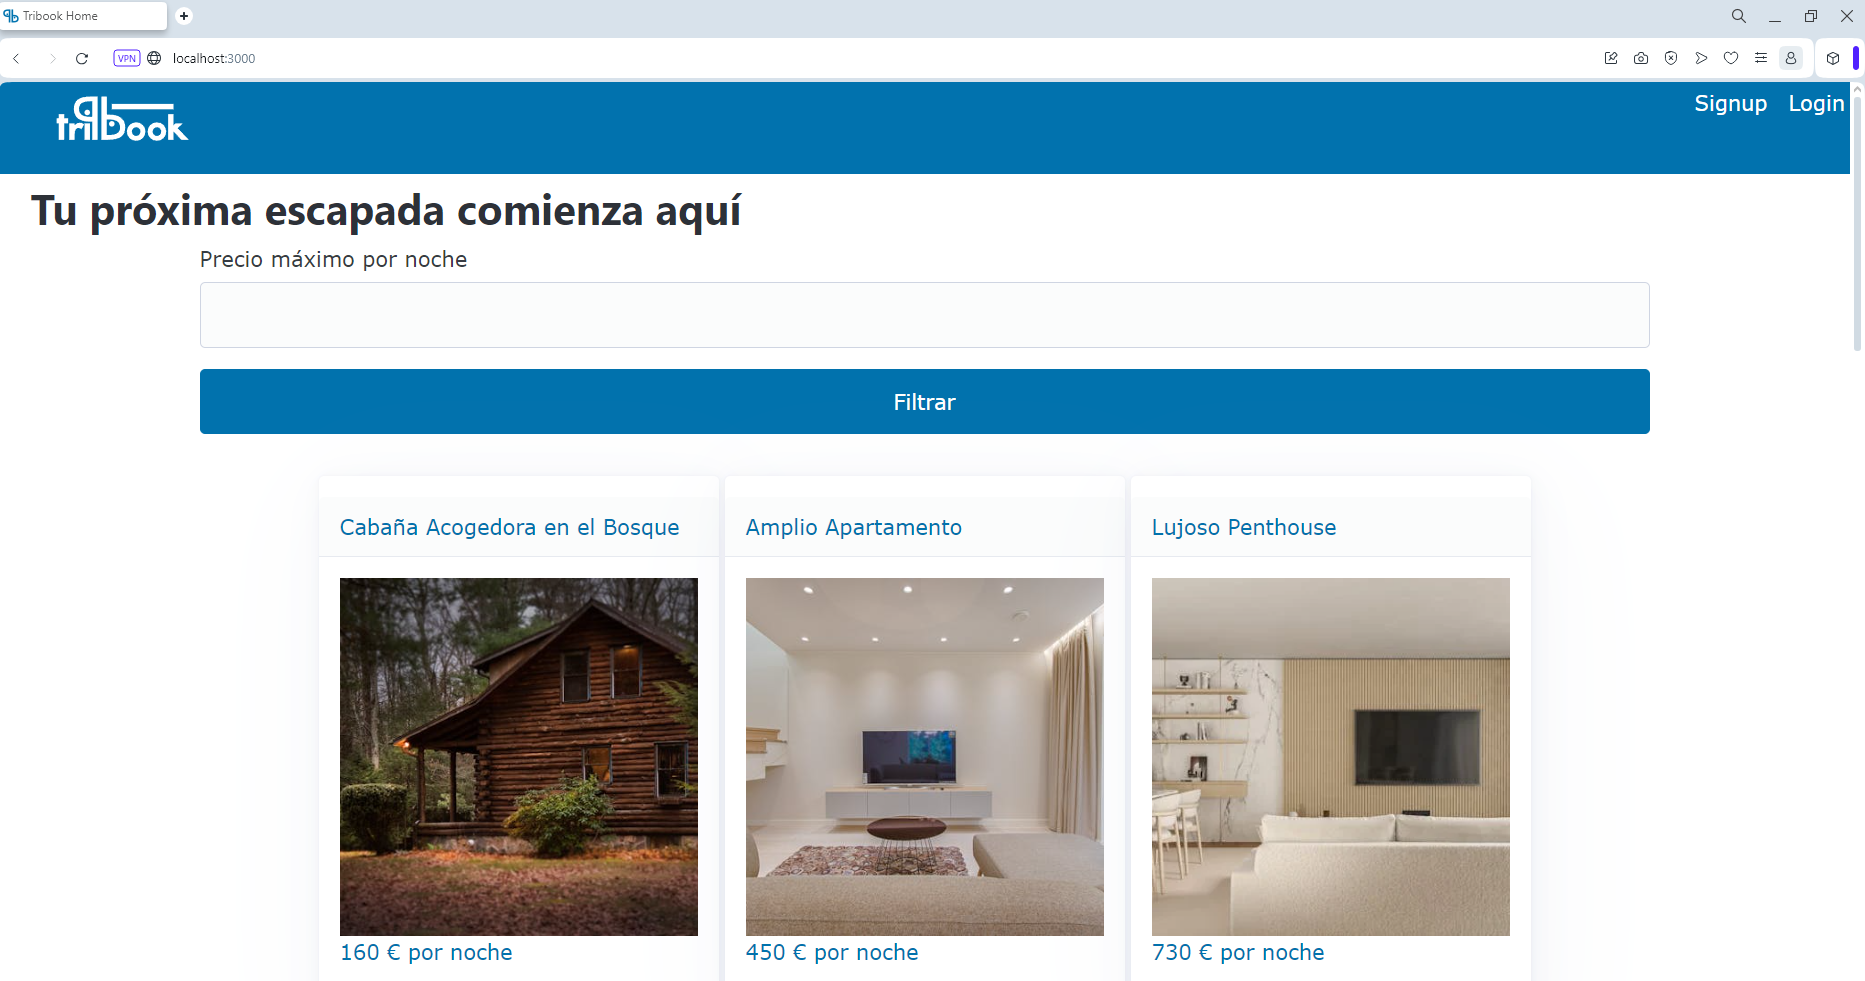 Tribook Home
VPN
localhost:3000
tribook
Signup Login
Tu próxima escapada comienza aquí
Precio máximo por noche
Filtrar
Cabaña Acogedora en el Bosque
Amplio Apartamento
Lujoso Penthouse
160 € por noche
450 € por noche
730 € por noche